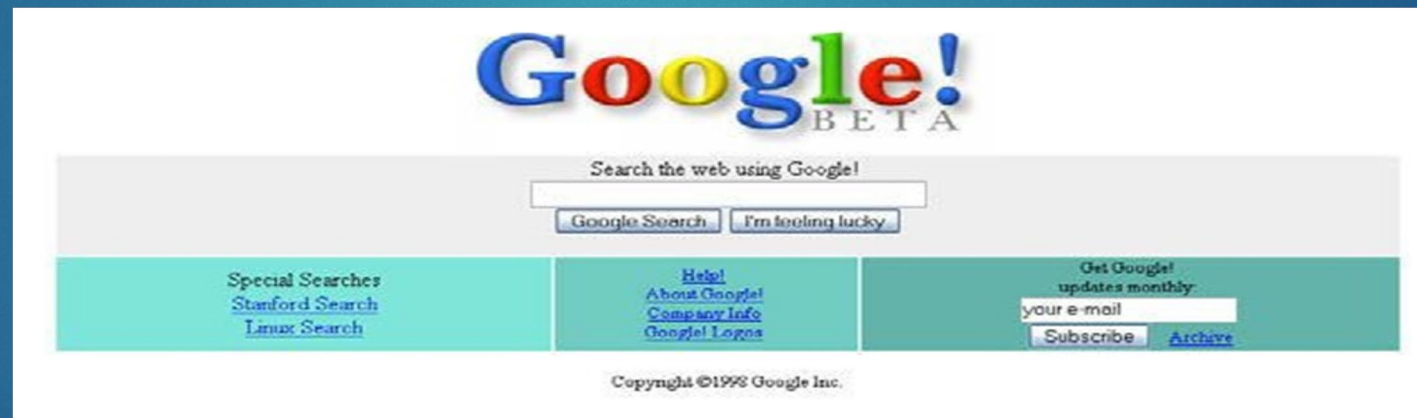 Google!
BETA
Search the web using Google!
Google Search I'm feeling lucky
Special Searches
Stanford Search
Linux Search
Help!
About Google!
Company Info
Google! Logos
Get Google!
updates monthly:
your e-mail
Subscribe Archive
Copyright ©1998 Google Inc.